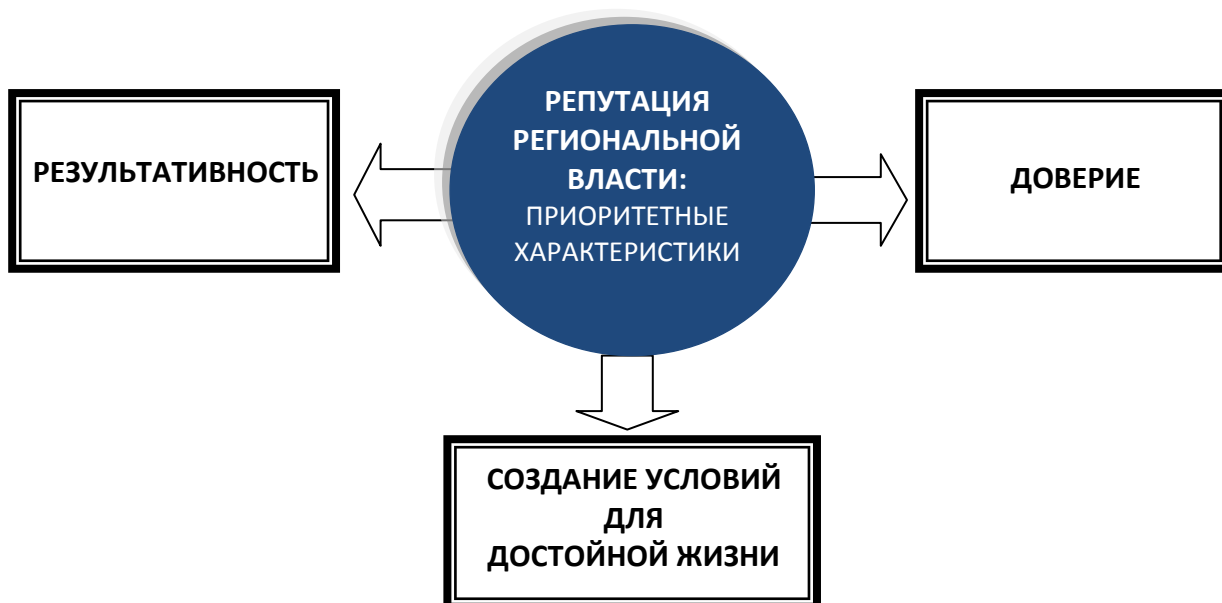 РЕПУТАЦИЯ
РЕГИОНАЛЬНОЙ
ВЛАСТИ:
ПРИОРИТЕТНЫЕ
ХАРАКТЕРИСТИКИ
РЕЗУЛЬТАТИВНОСТЬ
ДОВЕРИЕ
СОЗДАНИЕ УСЛОВИЙ
ДЛЯ
ДОСТОЙНОЙ ЖИЗНИ